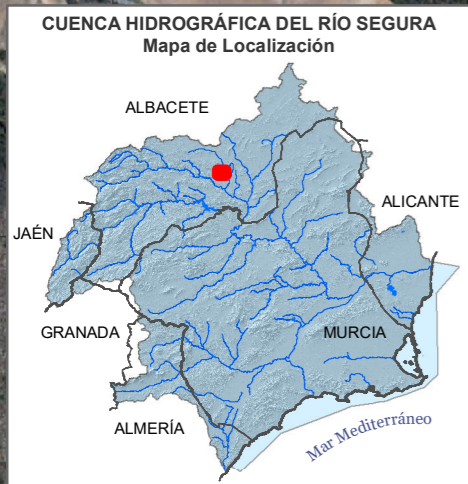 CUENCA HIDROGRÁFICA DEL RÍO SEGURA
Mapa de Localización
ALBACETE
ALICANTE
JAÉN
GRANADA
MURCIA
ALMERÍA
Mar Mediterráneo